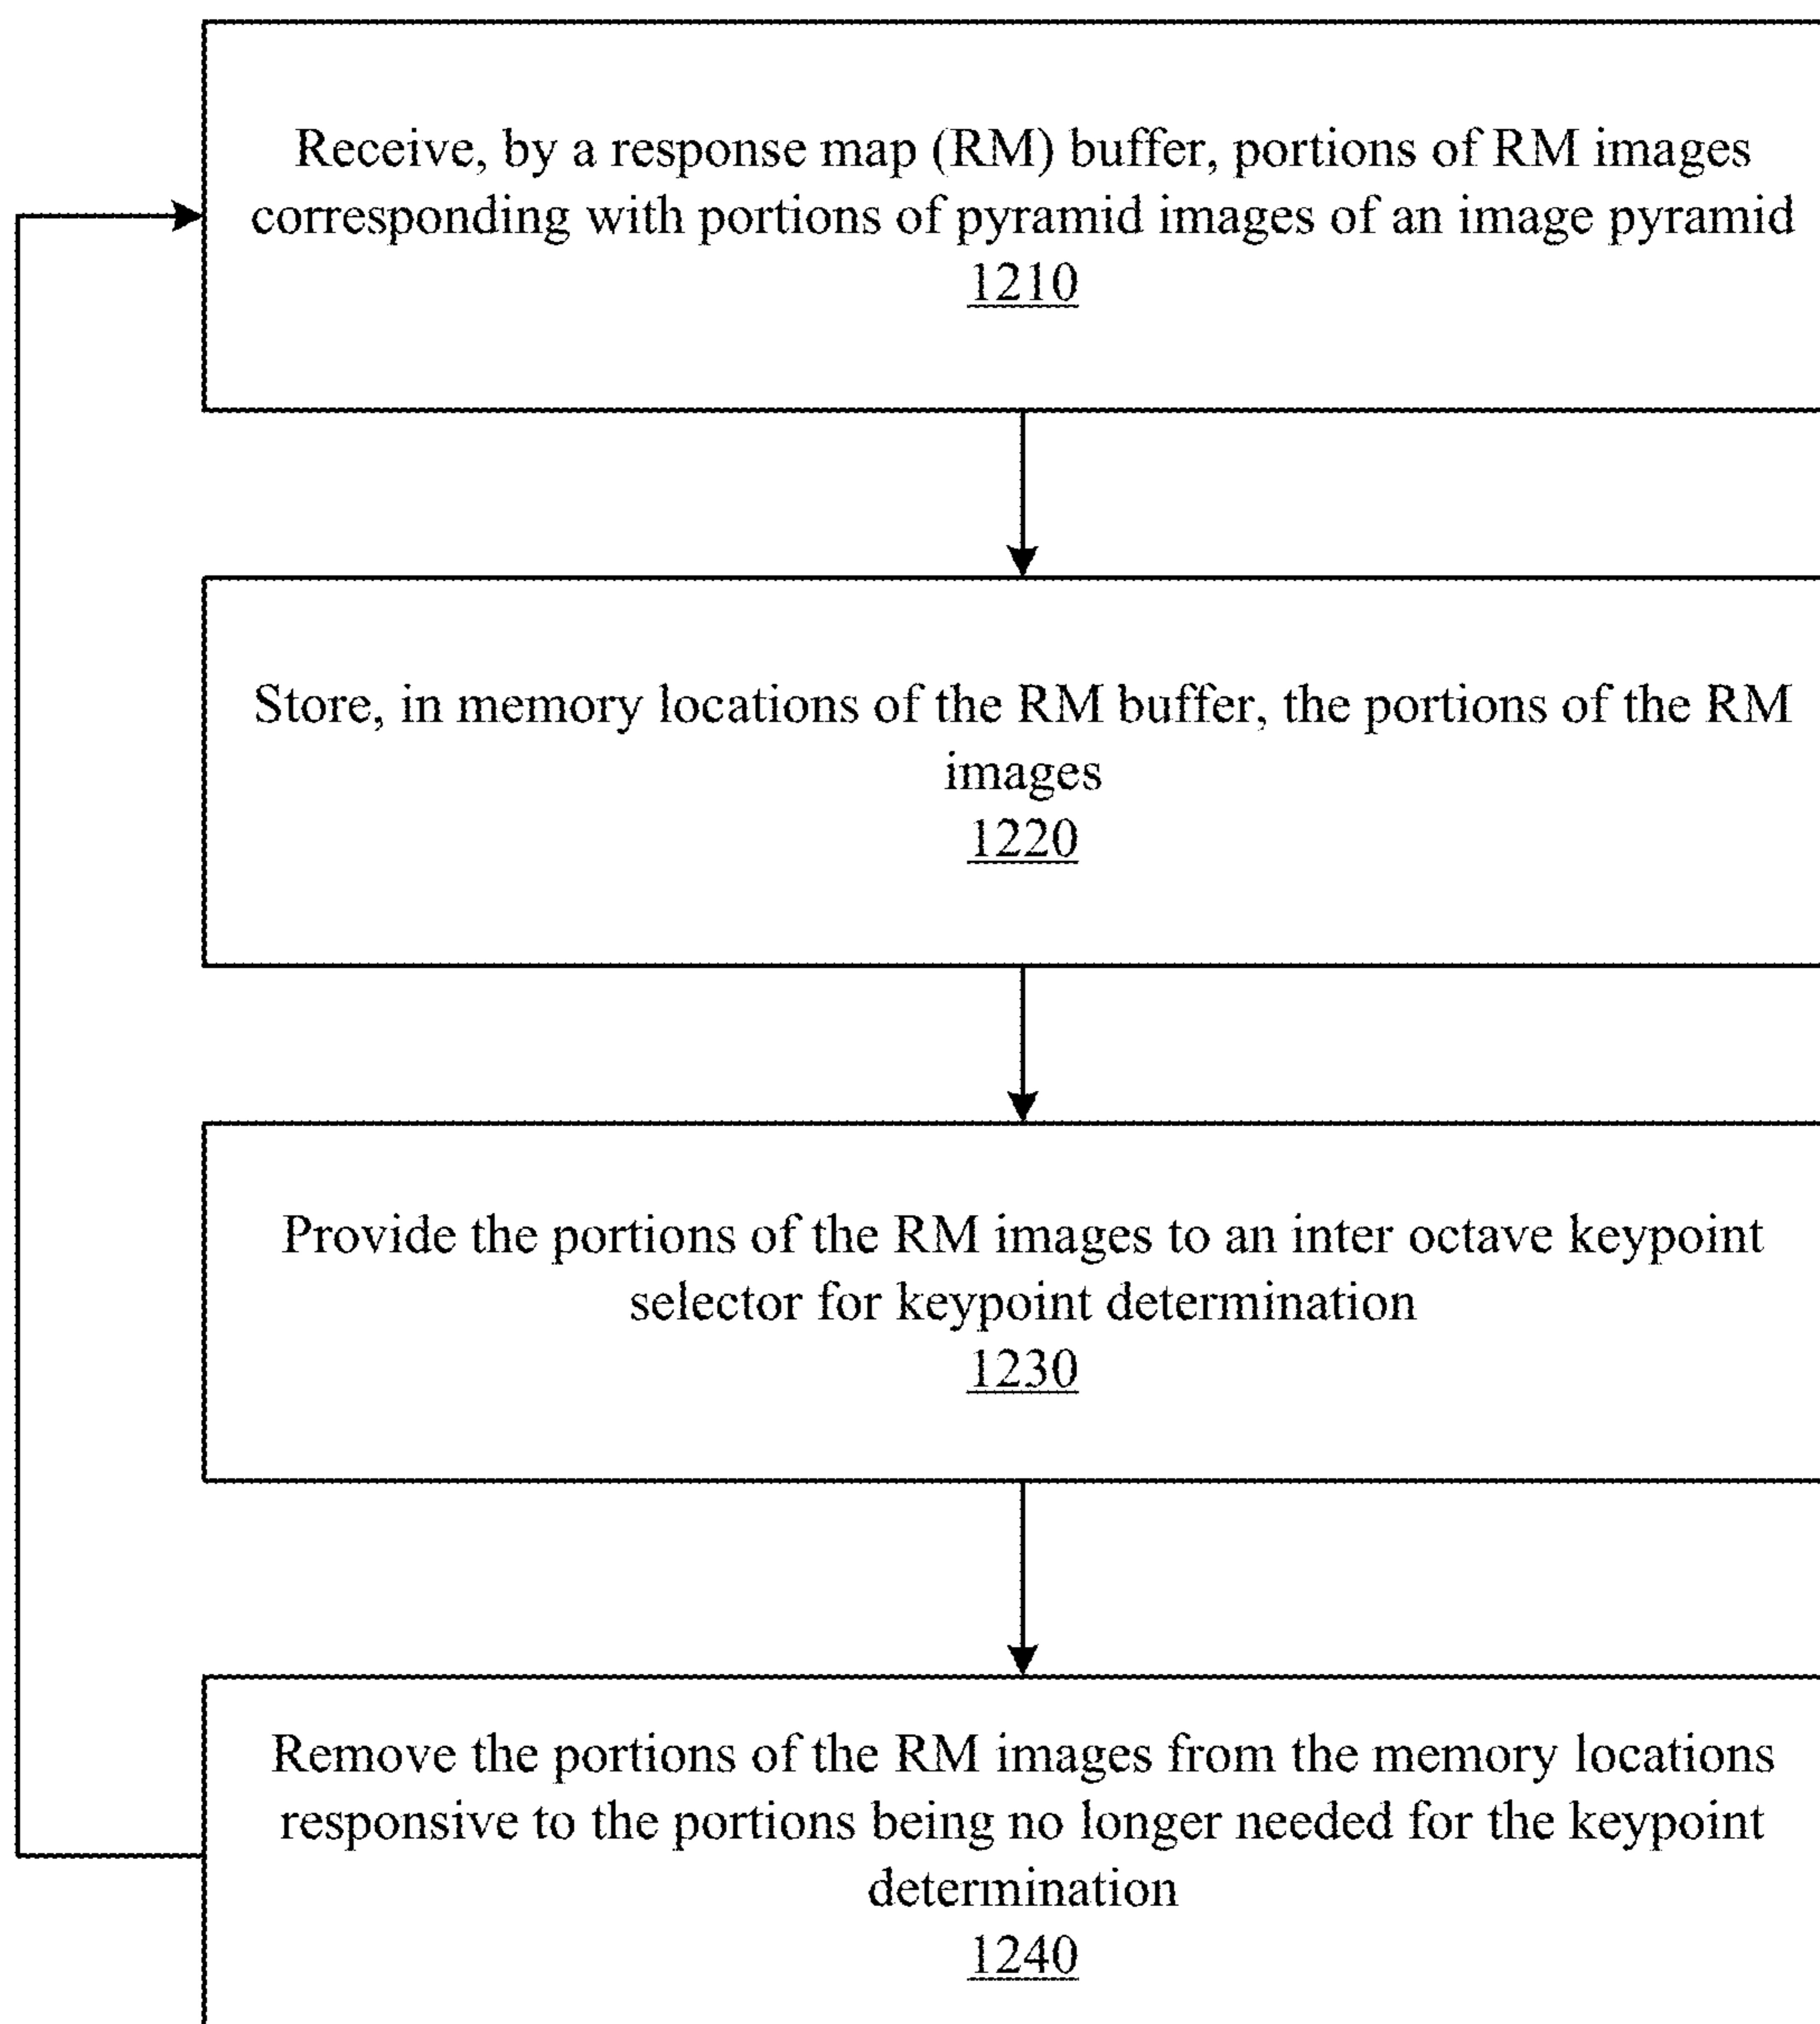 Receive, by a response map (RM) buffer, portions of RM images
corresponding with portions of pyramid images of an image pyramid
1210
Store, in memory locations of the RM buffer, the portions of the RM
images
1220
Provide the portions of the RM images to an inter octave keypoint
selector for keypoint determination
1230
Remove the portions of the RM images from the memory locations
responsive to the portions being no longer needed for the keypoint
determination
1240